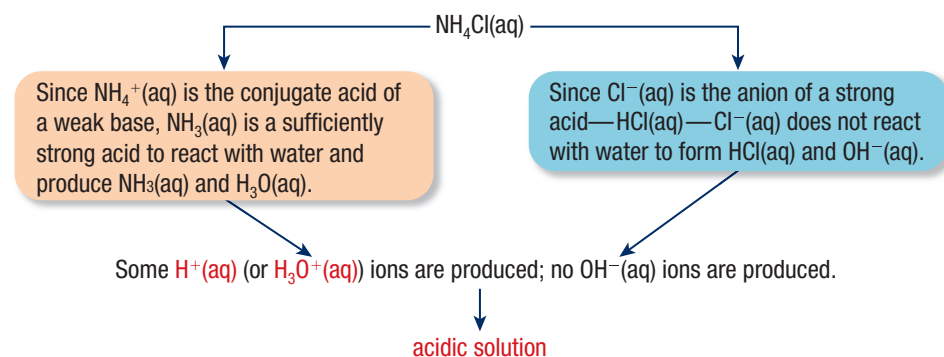 NH₄Cl(aq)
Since NH₄⁺(aq) is the conjugate acid of
a weak base, NH₃(aq) is a sufficiently
strong acid to react with water and
produce NH₃(aq) and H₃O(aq).
Since Cl⁻(aq) is the anion of a strong
acid—HCl(aq)—Cl⁻(aq) does not react
with water to form HCl(aq) and OH⁻(aq).
Some H⁺(aq) (or H₃O⁺(aq)) ions are produced; no OH⁻(aq) ions are produced.
acidic solution